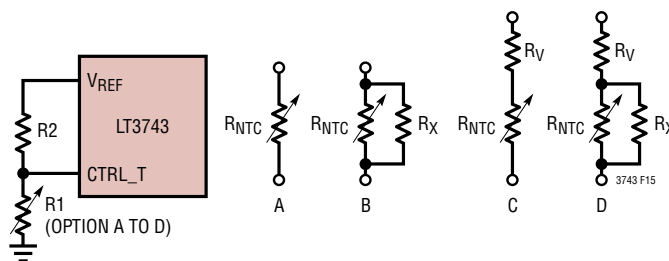 VREF
LT3743
R2
CTRL_T
R1
(OPTION A TO D)
RNTC
A
RNTC
RX
B
RV
RNTC
C
RV
RNTC
RX
D
3743 F15